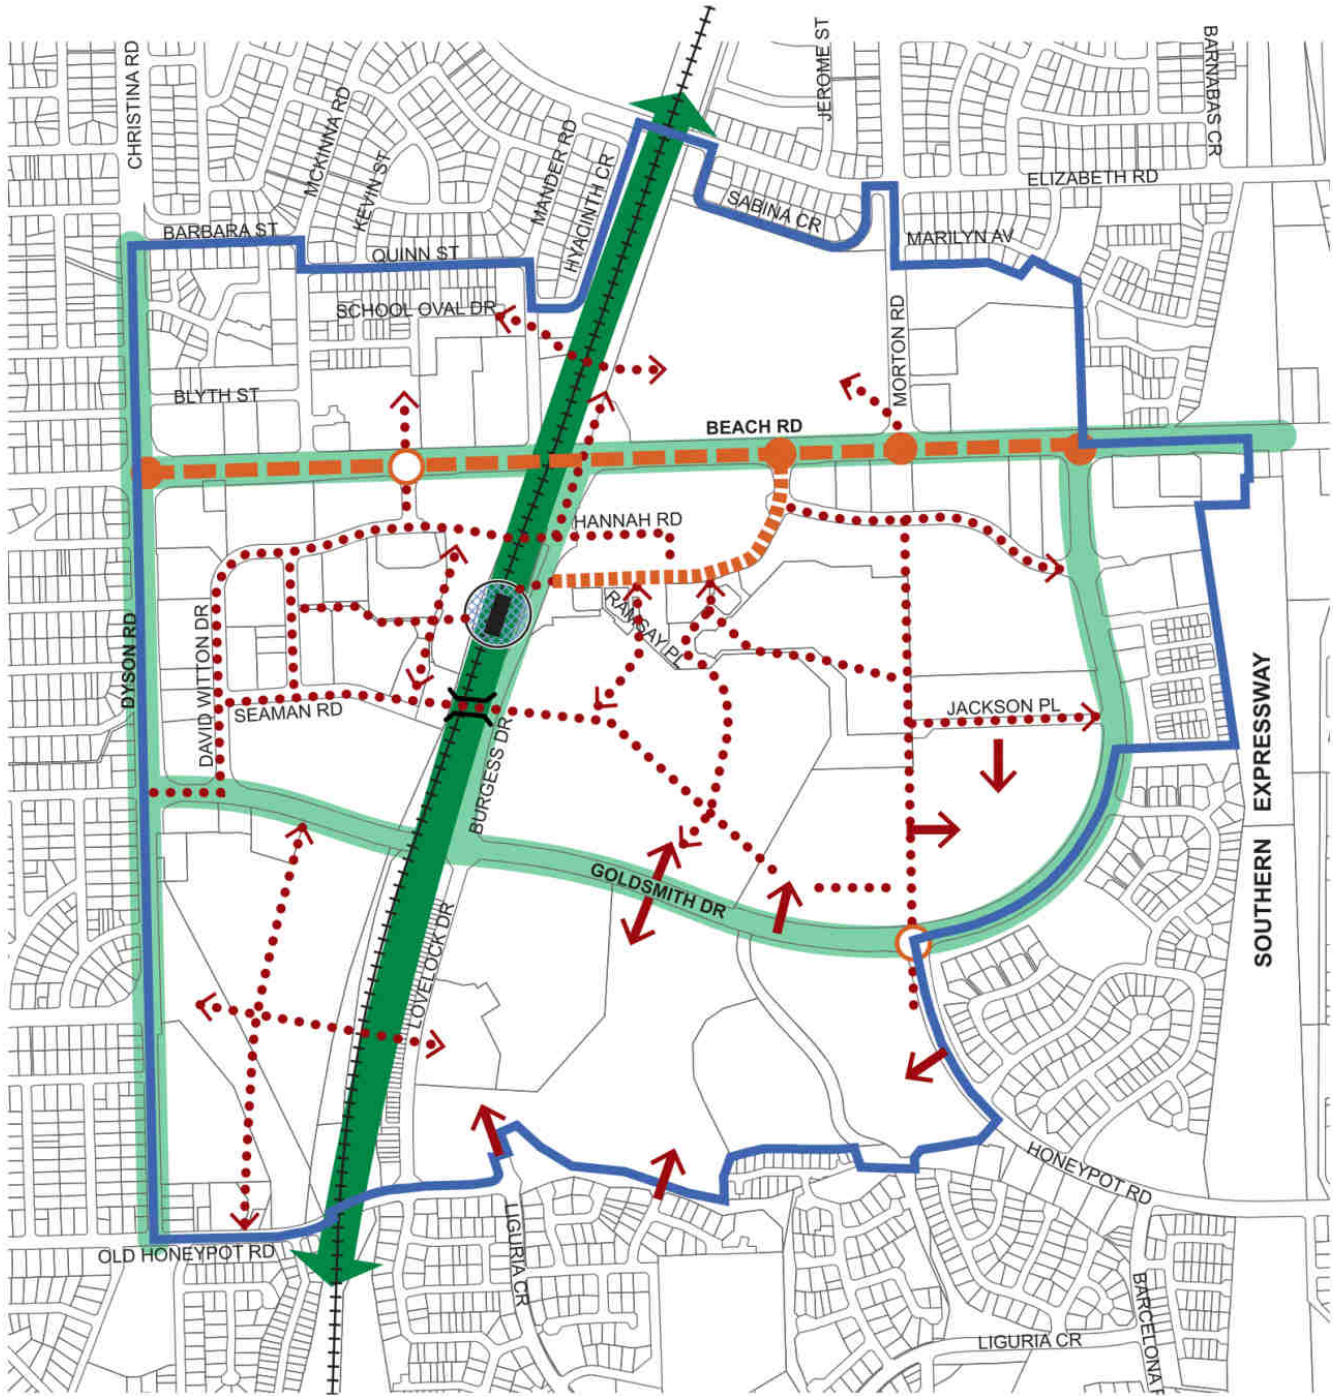 CHRISTINA RD
MCKINNA RD
KEVIN ST
MANDER RD
HYACINTH CR
JEROME ST
BARNABAS CR
ELIZABETH RD
SABINA CR
MARILYN AV
BARBARA ST
QUINN ST
SCHOOL OVAL DR
MORTON RD
BLYTH ST
BEACH RD
HANNAH RD
RAMSAY PL
DYSON RD
DAVID WITTON DR
SEAMAN RD
BURGESS DR
JACKSON PL
SOUTHERN EXPRESSWAY
GOLDSMITH DR
LOVELOCK DR
HONEYPOT RD
OLD HONEYPOT RD
LIGURIA CR
BARCELONA
LIGURIA CR